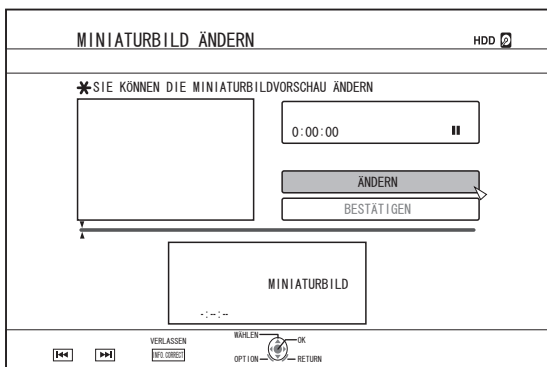 MINIATURBILD ÄNDERN HDD
SIE KÖNNEN DIE MINIATURBILDVORSCHAU ÄNDERN
0:00:00
ÄNDERN
BESTÄTIGEN
MINIATURBILD
-:--:--
VERLASSEN
INFO.CORRECT
WÄHLEN OK
OPTION RETURN